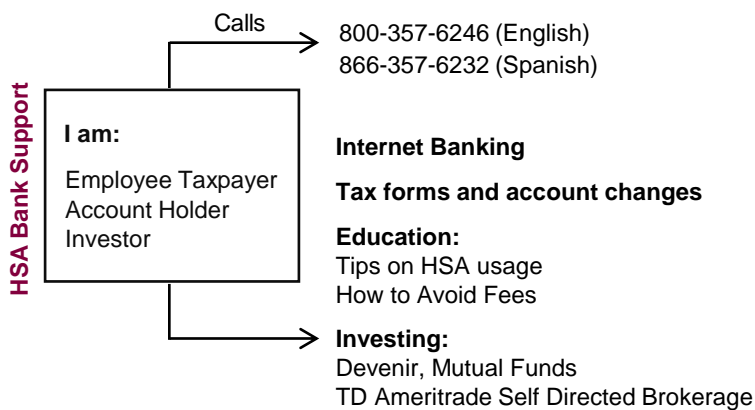 HSA Bank Support
Calls
800-357-6246 (English)
866-357-6232 (Spanish)
I am:
Employee Taxpayer
Account Holder
Investor
Internet Banking
Tax forms and account changes
Education:
Tips on HSA usage
How to Avoid Fees
Investing:
Devenir, Mutual Funds
TD Ameritrade Self Directed Brokerage